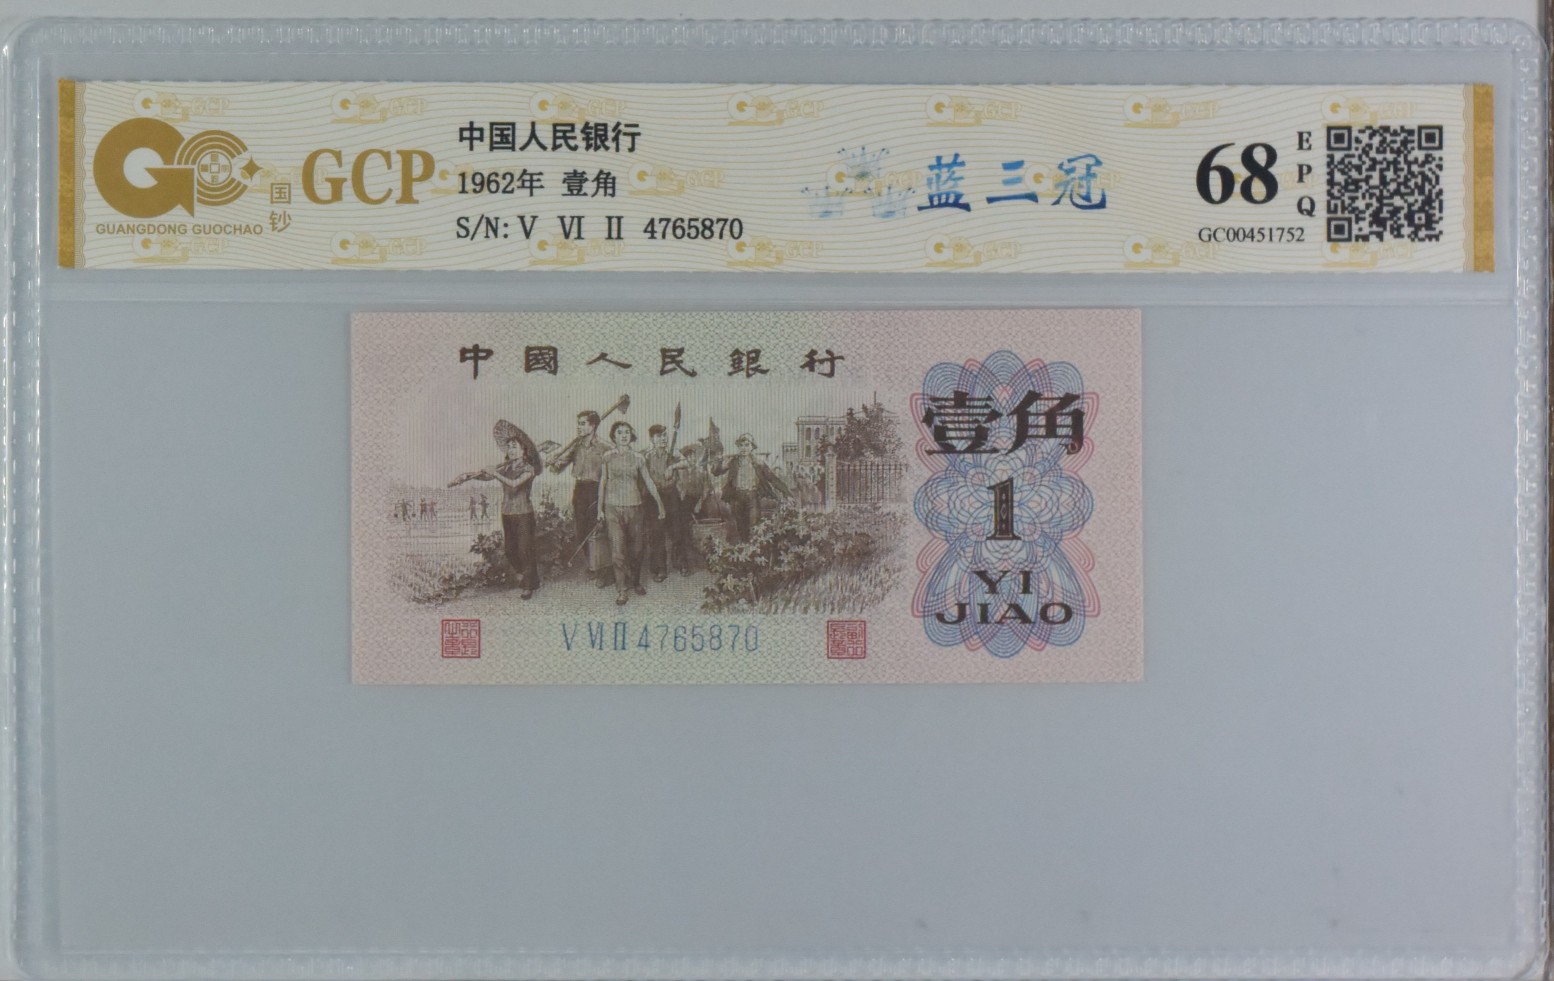 国钞
GUANGDONG GUOCHAO
GCP
中国人民银行
1962年 壹角
S/N: V VI II 4765870
蓝三冠
68
EPQ
GC00451752
中國人民銀行
壹角
1
YI
JIAO
V VI II 4765870